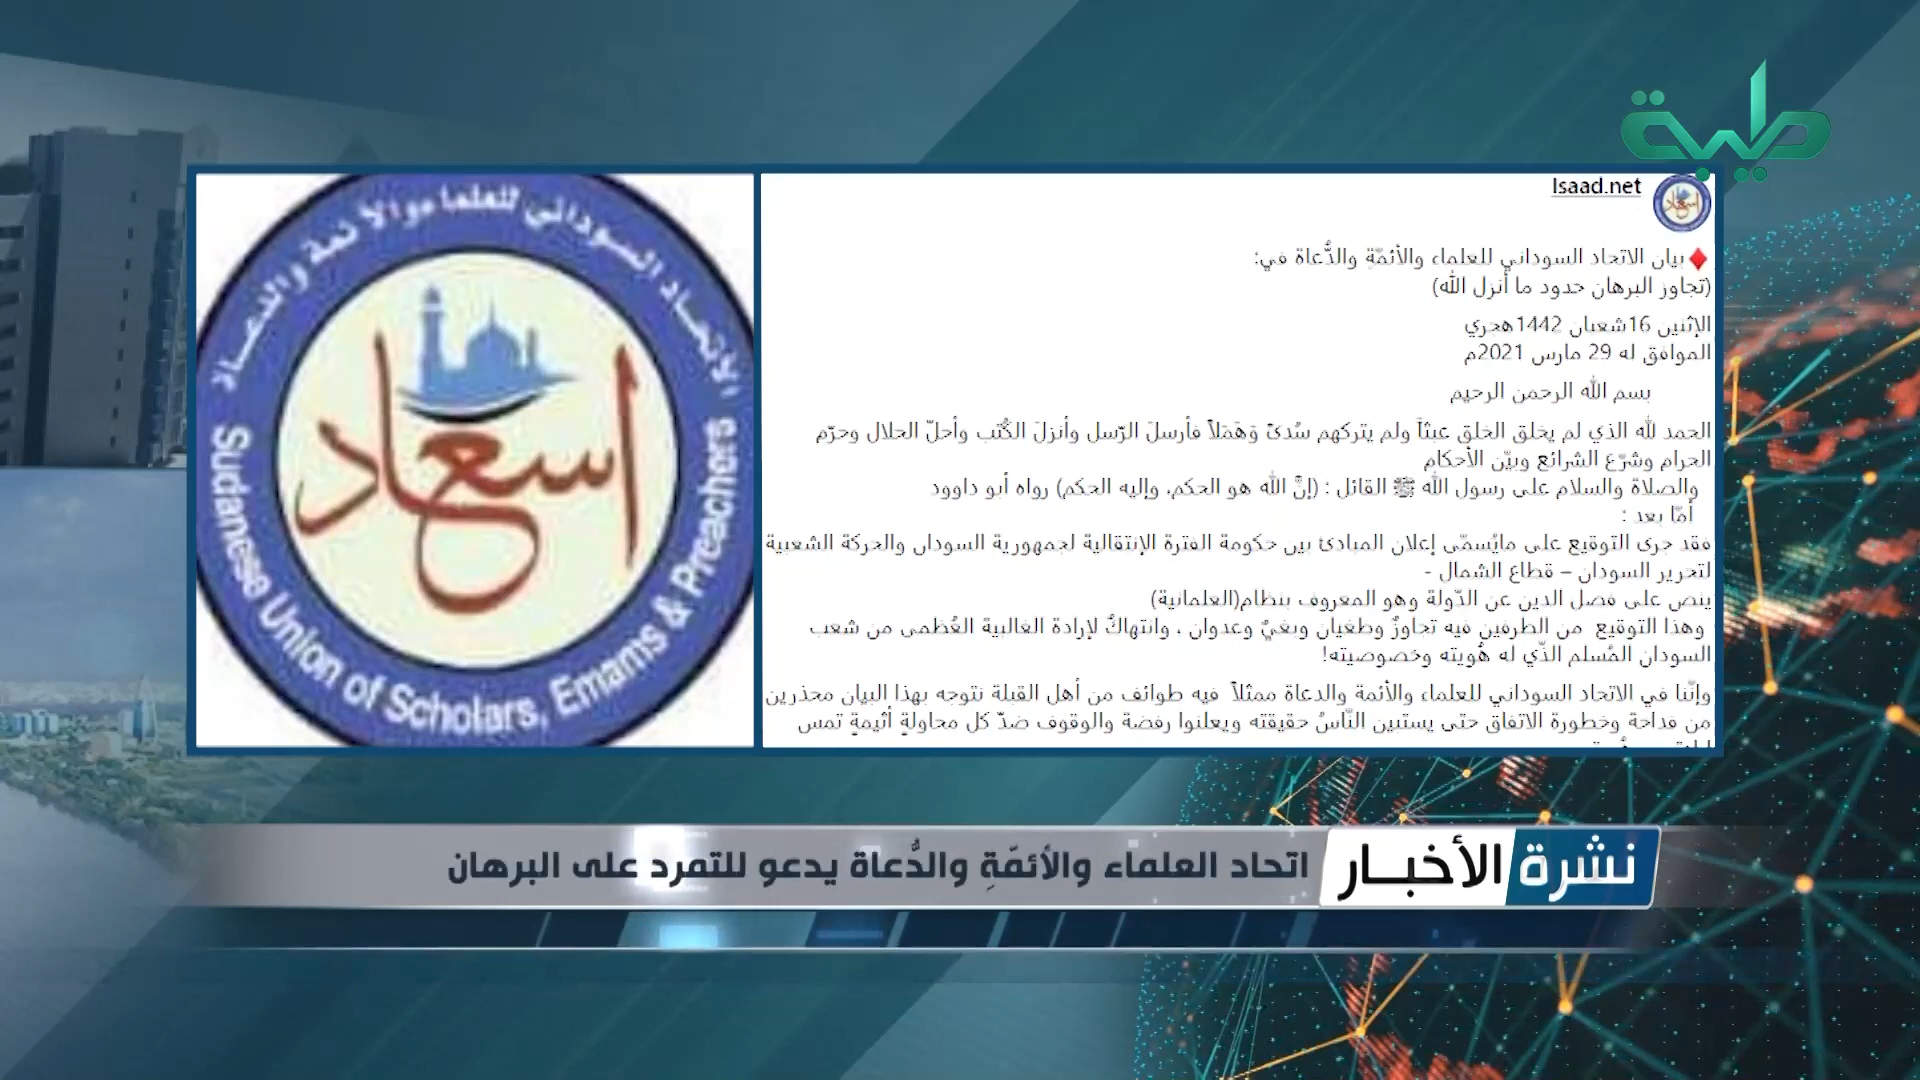 طيبة
الاتحاد السوداني للعلماء والأئمة والدعاة
اسعاد
Sudanese Union of Scholars, Emams & Preachers
Isaad.net
بيان الاتحاد السوداني للعلماء والأئمّةِ والدُّعاة في:
(تجاوز البرهان حدود ما أنزل الله)
الإثنين 16شعبان 1442هجري
الموافق له 29 مارس 2021م
بسم الله الرحمن الرحيم
الحمد لله الذي لم يخلق الخلق عبثاً ولم يتركهم سُدىً وَهَمَلاً فأرسلَ الرّسل وأنزلَ الكُتب وأحلّ الحلال وحرّم
الحرام وشرّع الشرائع وبيّن الأحكام
والصلاة والسلام على رسول الله ﷺ القائل : (إنَّ الله هو الحكم، وإليه الحكم) رواه أبو داوود
أمّا بعد :
فقد جرى التوقيع على مايُسمّى إعلان المبادئ بين حكومة الفترة الإنتقالية لجمهورية السودان والحركة الشعبية
لتحرير السودان – قطاع الشمال -
ينص على فصل الدين عن الدّولة وهو المعروف بنظام(العلمانية)
وهذا التوقيع من الطرفين فيه تجاوزٌ وطغيان وبغيٌ وعدوان ، وانتهاكٌ لإرادة الغالبية العُظمى من شعب
السودان المُسلم الذّي له هُويته وخصوصيته!
وإنّنا في الاتحاد السوداني للعلماء والأئمة والدعاة ممثلاً فيه طوائف من أهل القبلة نتوجه بهذا البيان محذرين
من فداحة وخطورة الاتفاق حتى يستبين النّاسُ حقيقته ويعلنوا رفضة والوقوف ضدّ كل محاولةٍ أثيمةٍ تمس
نشرة الأخبار
اتحاد العلماء والأئمّةِ والدُّعاة يدعو للتمرد على البرهان